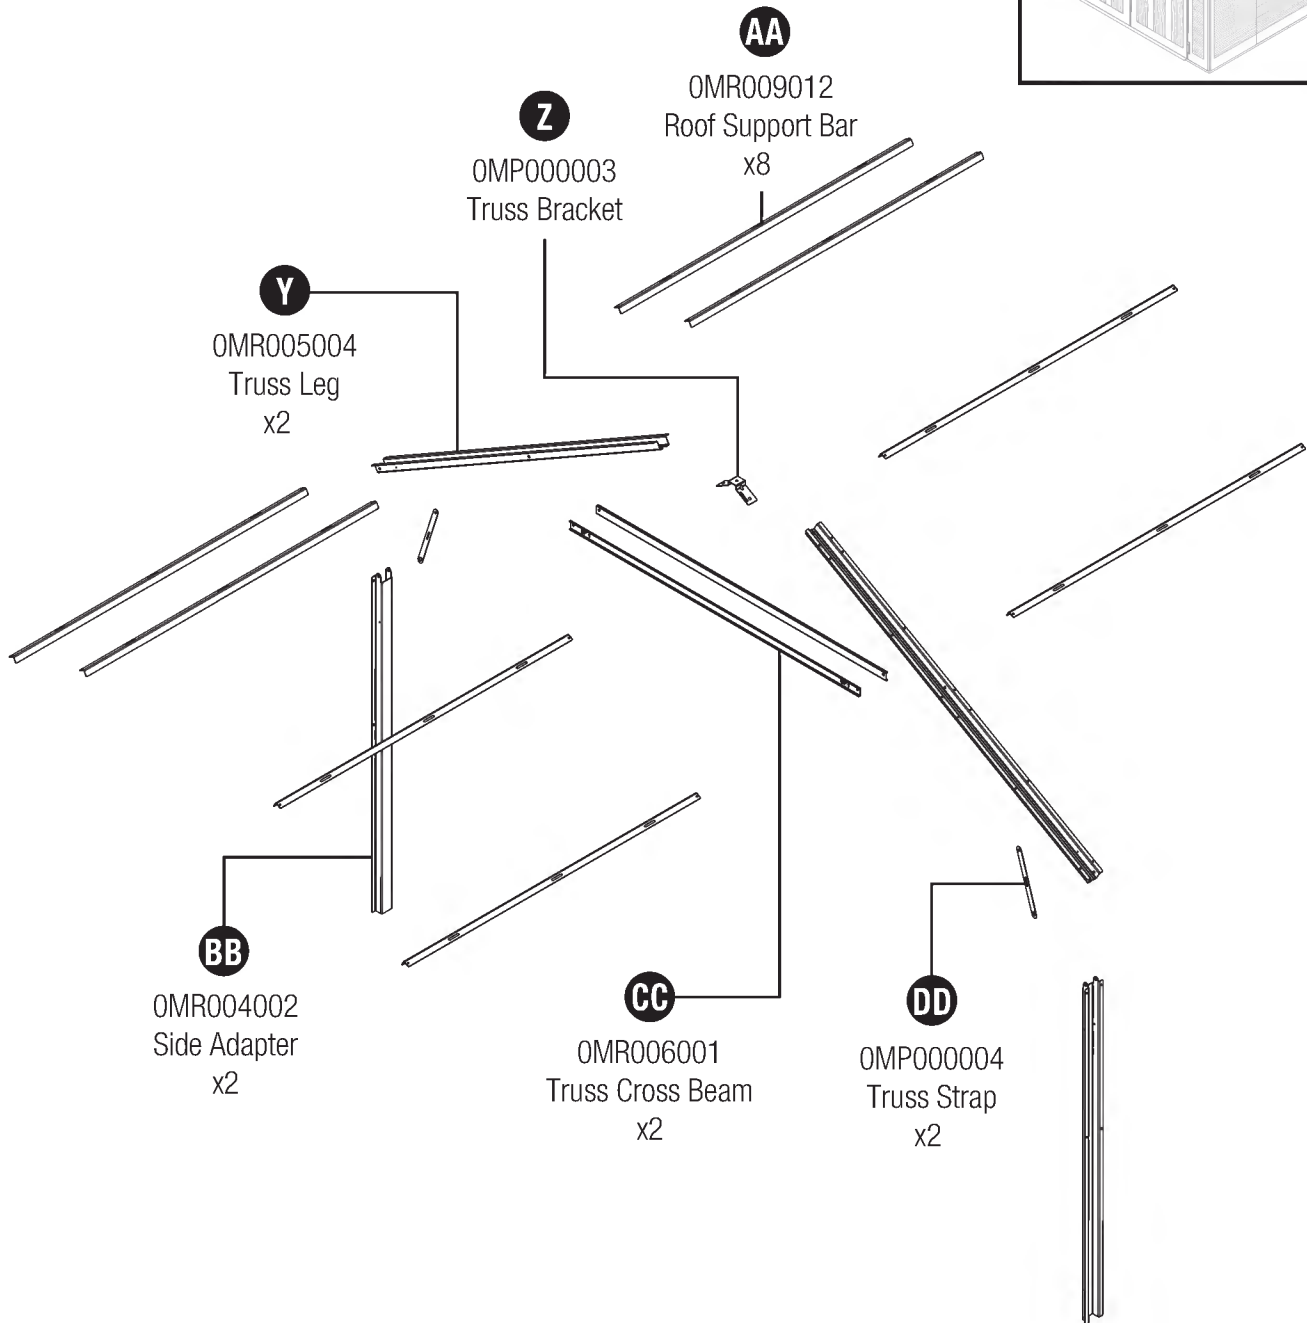 AA
0MR009012
Roof Support Bar
x8
Z
0MP000003
Truss Bracket
Y
0MR005004
Truss Leg
x2
BB
0MR004002
Side Adapter
x2
CC
0MR006001
Truss Cross Beam
x2
DD
0MP000004
Truss Strap
x2